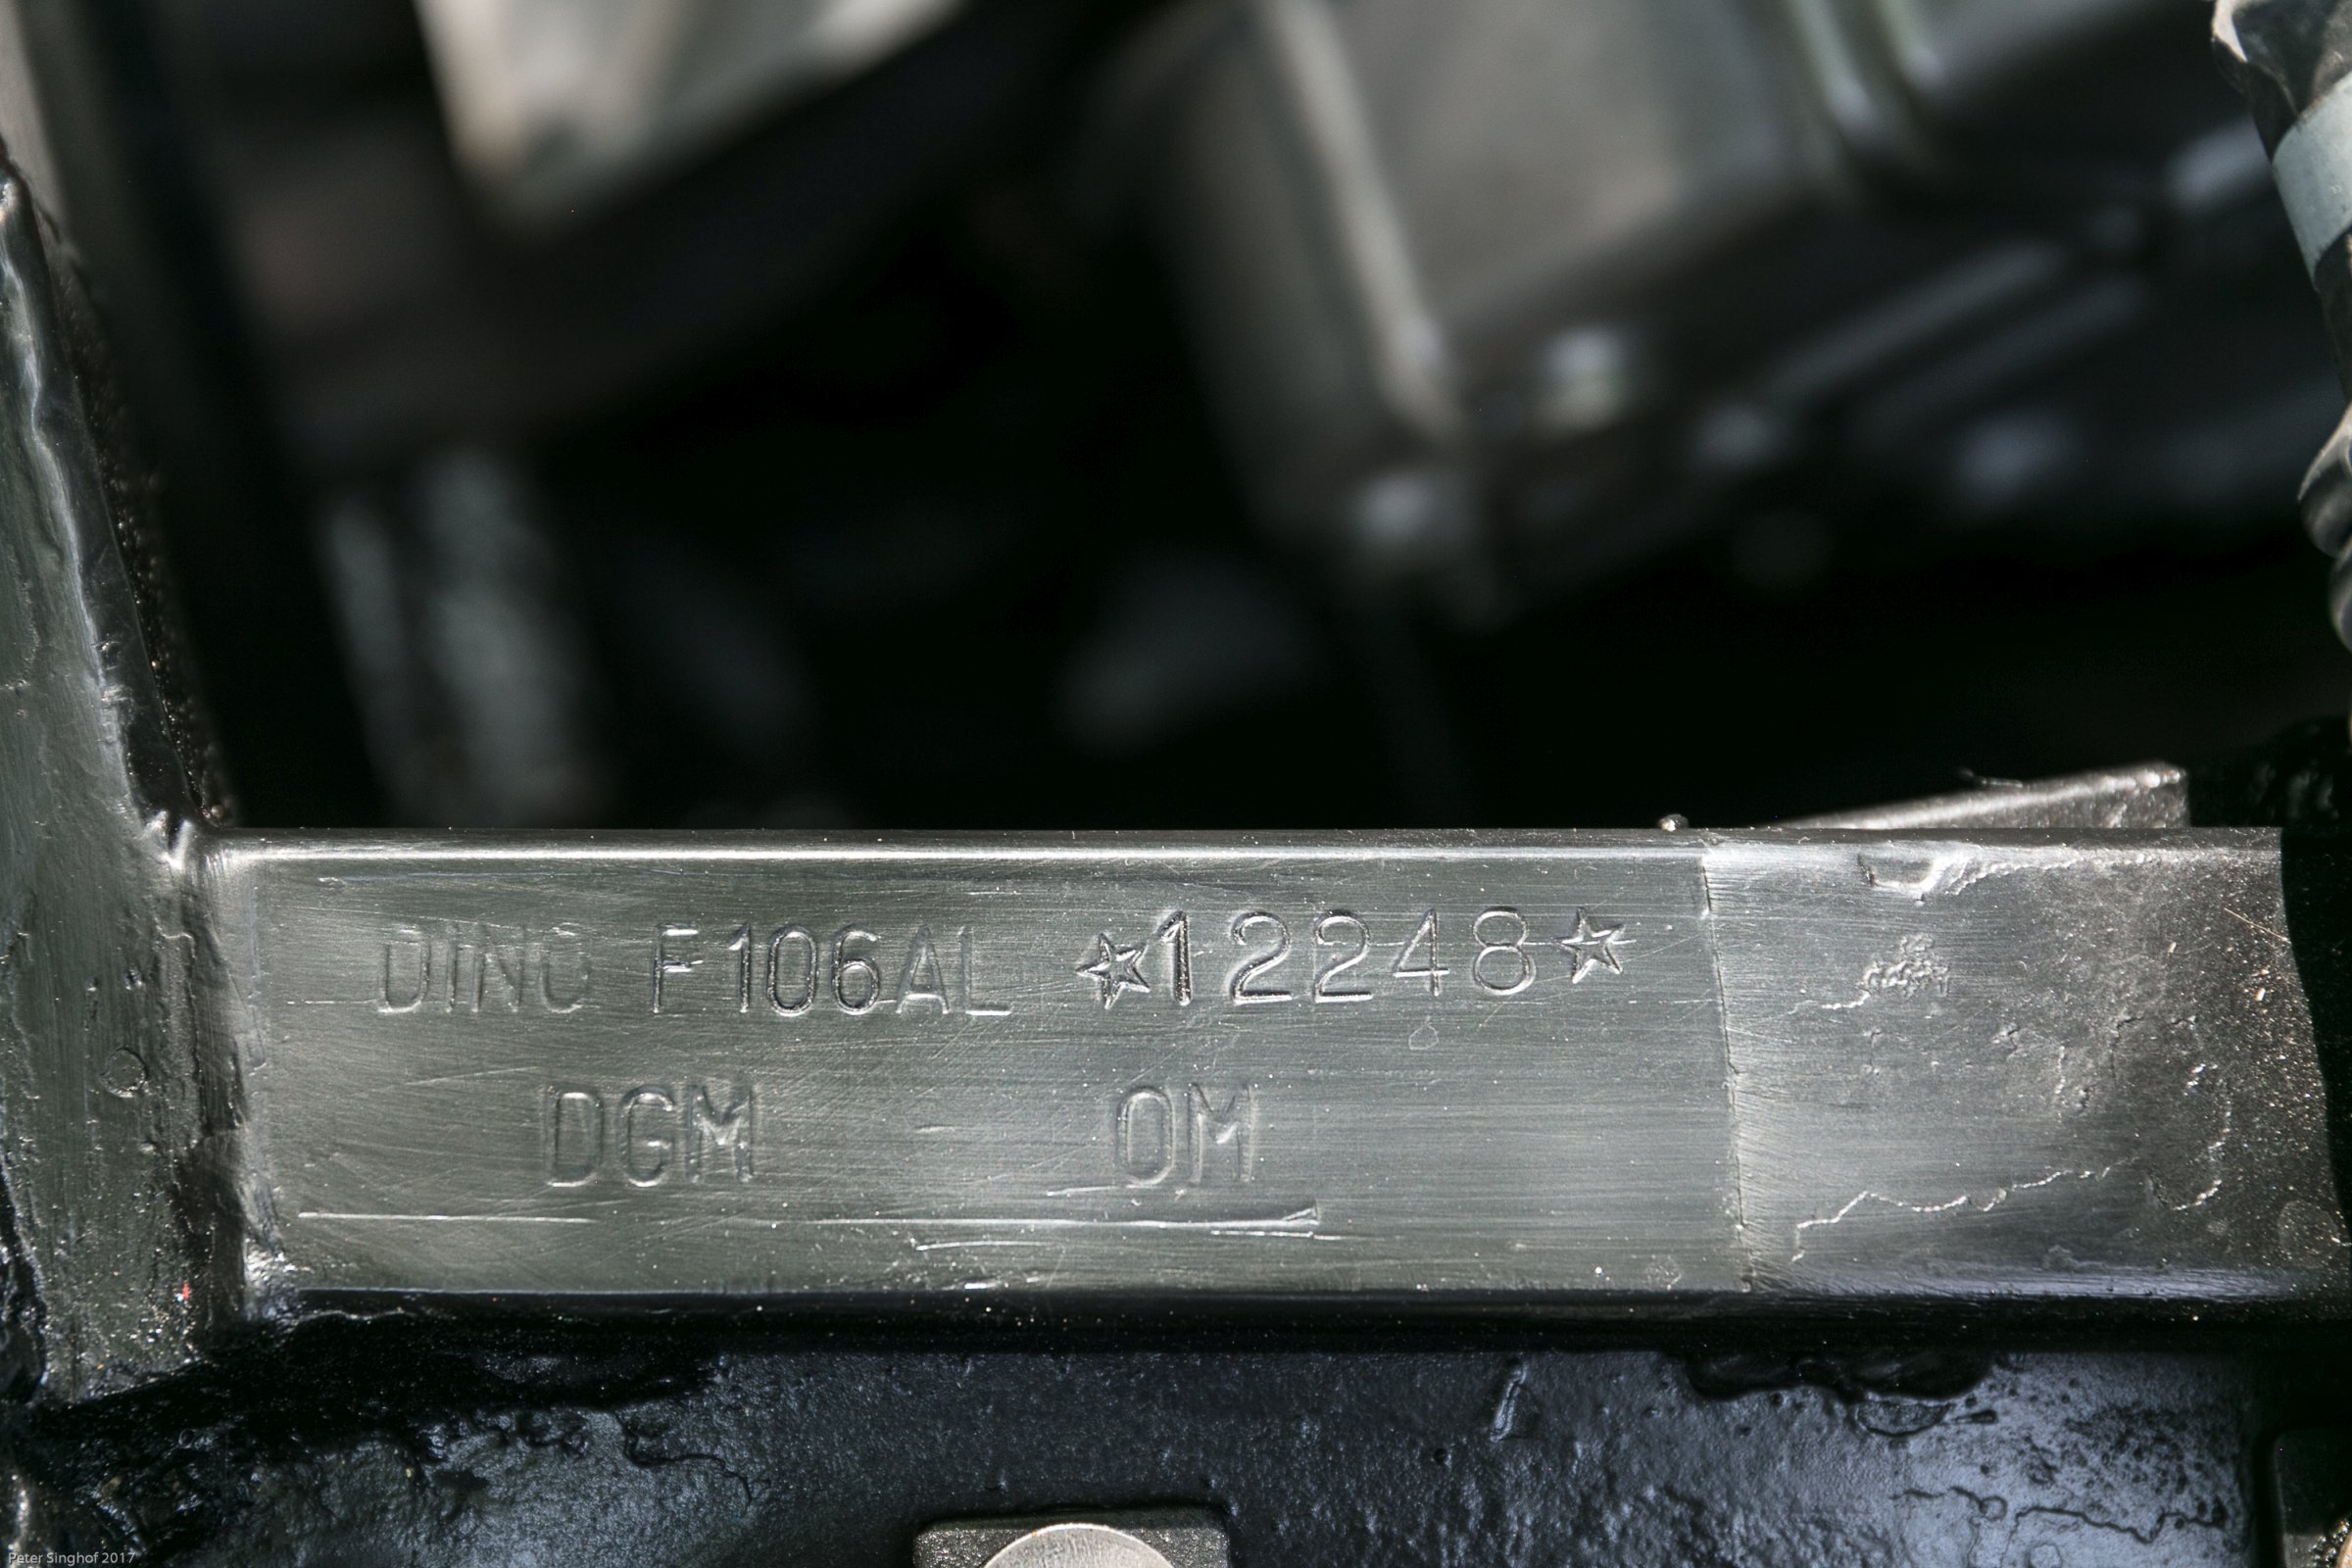 DINO F106AL ☆12248☆
DGM OM
Peter Singhof 2017